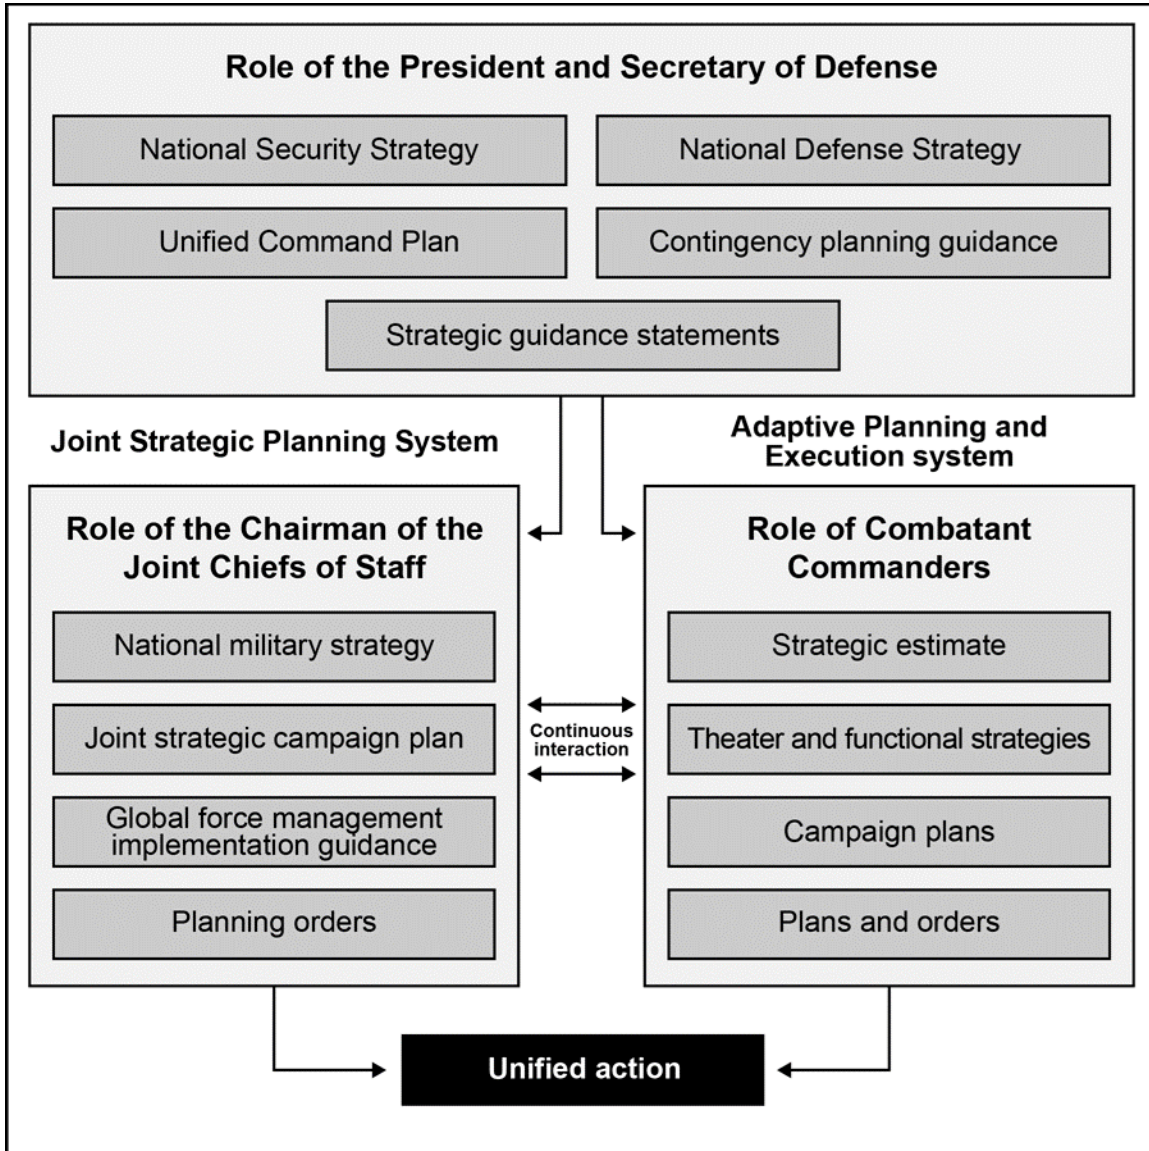 Role of the President and Secretary of Defense
National Security Strategy
National Defense Strategy
Unified Command Plan
Contingency planning guidance
Strategic guidance statements
Joint Strategic Planning System
Adaptive Planning and
Execution system
Role of the Chairman of the
Joint Chiefs of Staff
National military strategy
Joint strategic campaign plan
Global force management
implementation guidance
Planning orders
Continuous
interaction
Role of Combatant
Commanders
Strategic estimate
Theater and functional strategies
Campaign plans
Plans and orders
Unified action